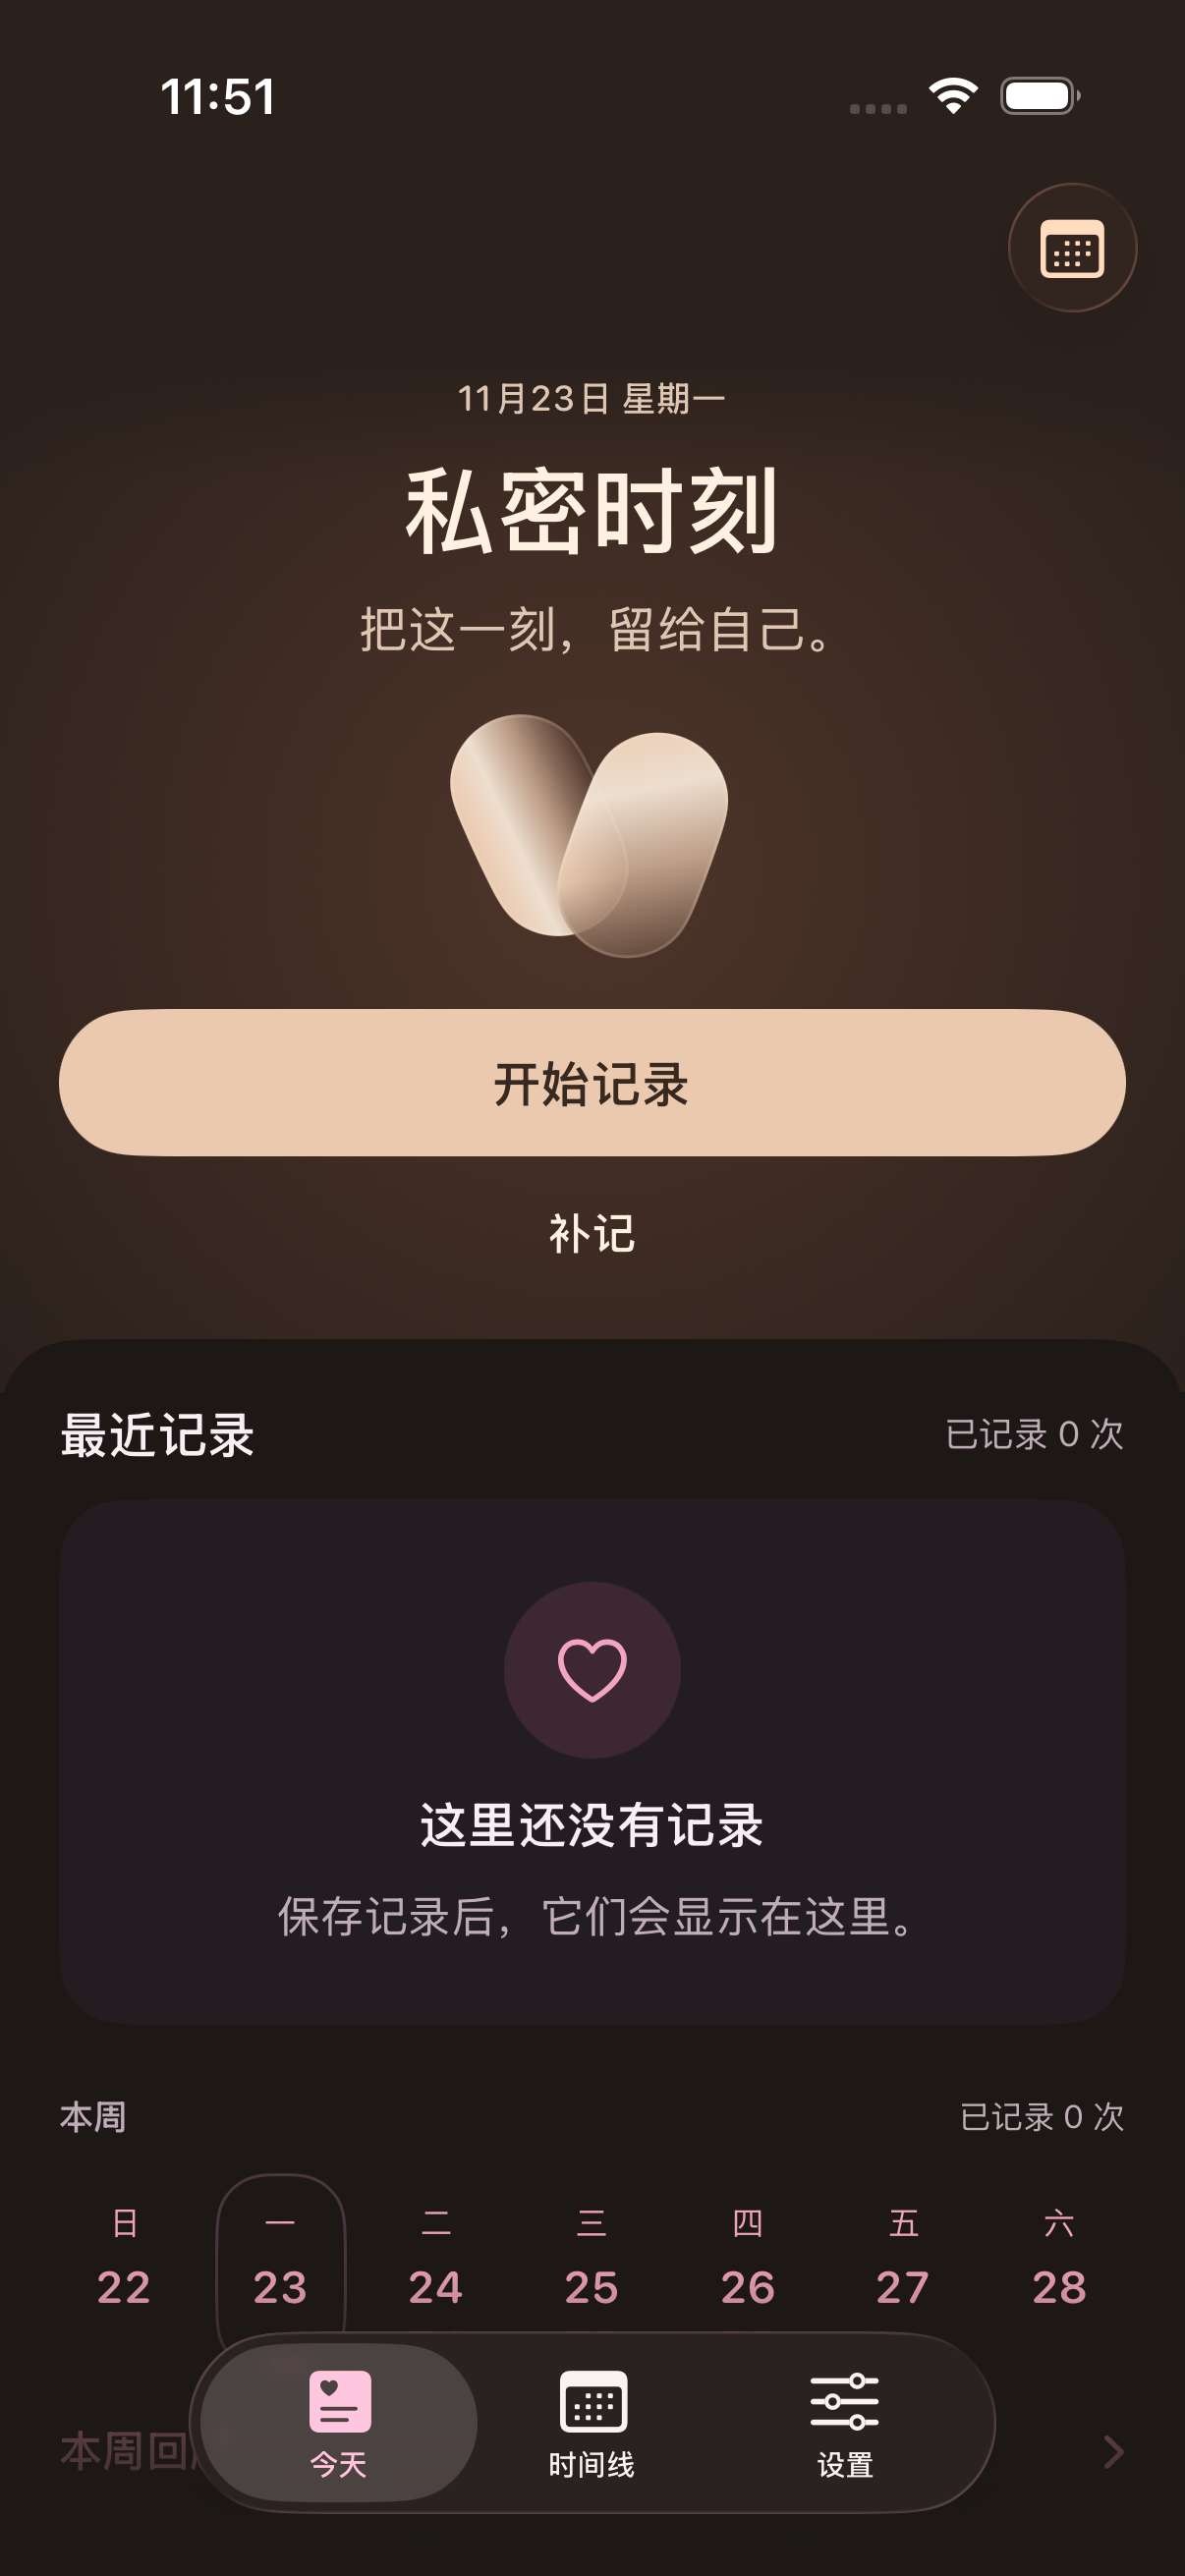 11:51
11月23日 星期一
私密时刻
把这一刻，留给自己。
开始记录
补记
最近记录
已记录 0 次
这里还没有记录
保存记录后，它们会显示在这里。
本周
已记录 0 次
日 一 二 三 四 五 六
22 23 24 25 26 27 28
本周回
今天 时间线 设置